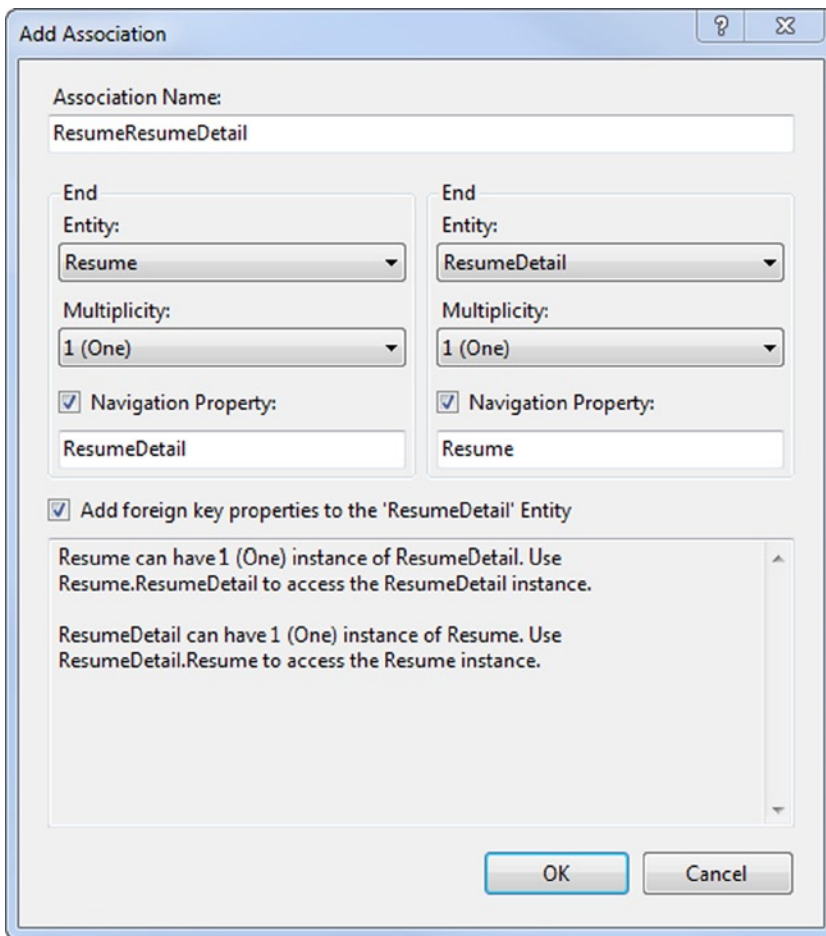 Add Association
?
Association Name:
ResumeResumeDetail
End
Entity:
Resume
Multiplicity:
1 (One)
Navigation Property:
ResumeDetail
End
Entity:
ResumeDetail
Multiplicity:
1 (One)
Navigation Property:
Resume
Add foreign key properties to the 'ResumeDetail' Entity
Resume can have 1 (One) instance of ResumeDetail. Use
Resume.ResumeDetail to access the ResumeDetail instance.
ResumeDetail can have 1 (One) instance of Resume. Use
ResumeDetail.Resume to access the Resume instance.
OK
Cancel